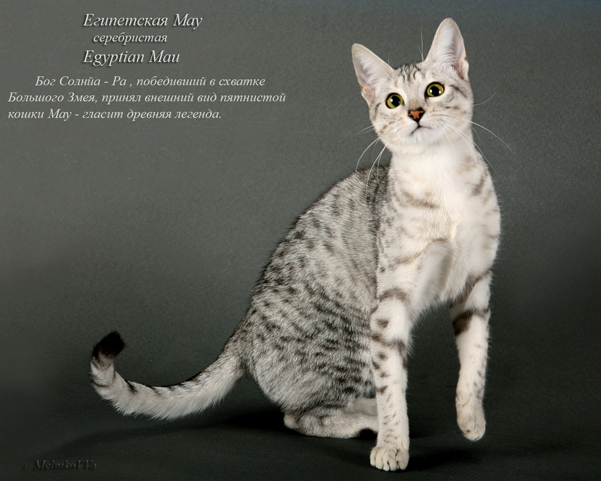 Египетская Мау
серебристая
Egyptian Mau
Бог Солнйа - Ра , победивший в схватке
Большого Змея, принял внешний вид пятнистой
кошки Мау - гласит древняя легенда.